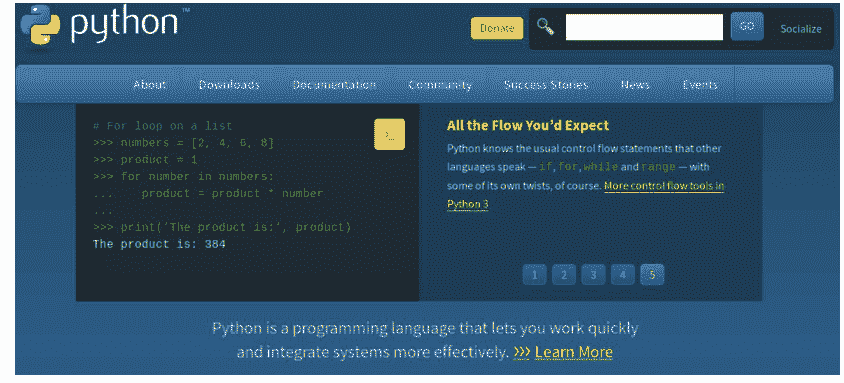 python™
Donate
GO
Socialize
About Downloads Documentation Community Success Stories News Events
# For loop on a list
>>> numbers = [2, 4, 6, 8]
>>> product = 1
>>> for number in numbers:
...    product = product * number
...
>>> print('The product is:', product)
The product is: 384
>_
All the Flow You'd Expect
Python knows the usual control flow statements that other
languages speak — if, for, while and range — with
some of its own twists, of course. More control flow tools in
Python 3
1 2 3 4 5
Python is a programming language that lets you work quickly
and integrate systems more effectively. >>> Learn More